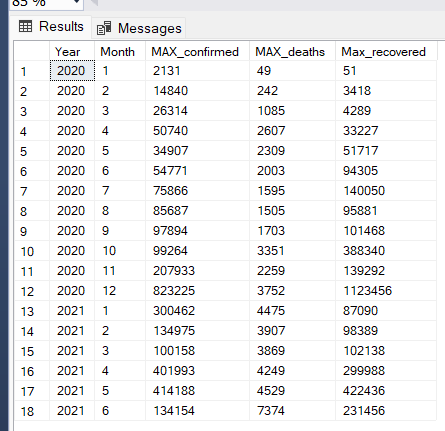 85 %
Results Messages
Year Month MAX_confirmed MAX_deaths Max_recovered
1 2020 1 2131 49 51
2 2020 2 14840 242 3418
3 2020 3 26314 1085 4289
4 2020 4 50740 2607 33227
5 2020 5 34907 2309 51717
6 2020 6 54771 2003 94305
7 2020 7 75866 1595 140050
8 2020 8 85687 1505 95881
9 2020 9 97894 1703 101468
10 2020 10 99264 3351 388340
11 2020 11 207933 2259 139292
12 2020 12 823225 3752 1123456
13 2021 1 300462 4475 87090
14 2021 2 134975 3907 98389
15 2021 3 100158 3869 102138
16 2021 4 401993 4249 299988
17 2021 5 414188 4529 422436
18 2021 6 134154 7374 231456